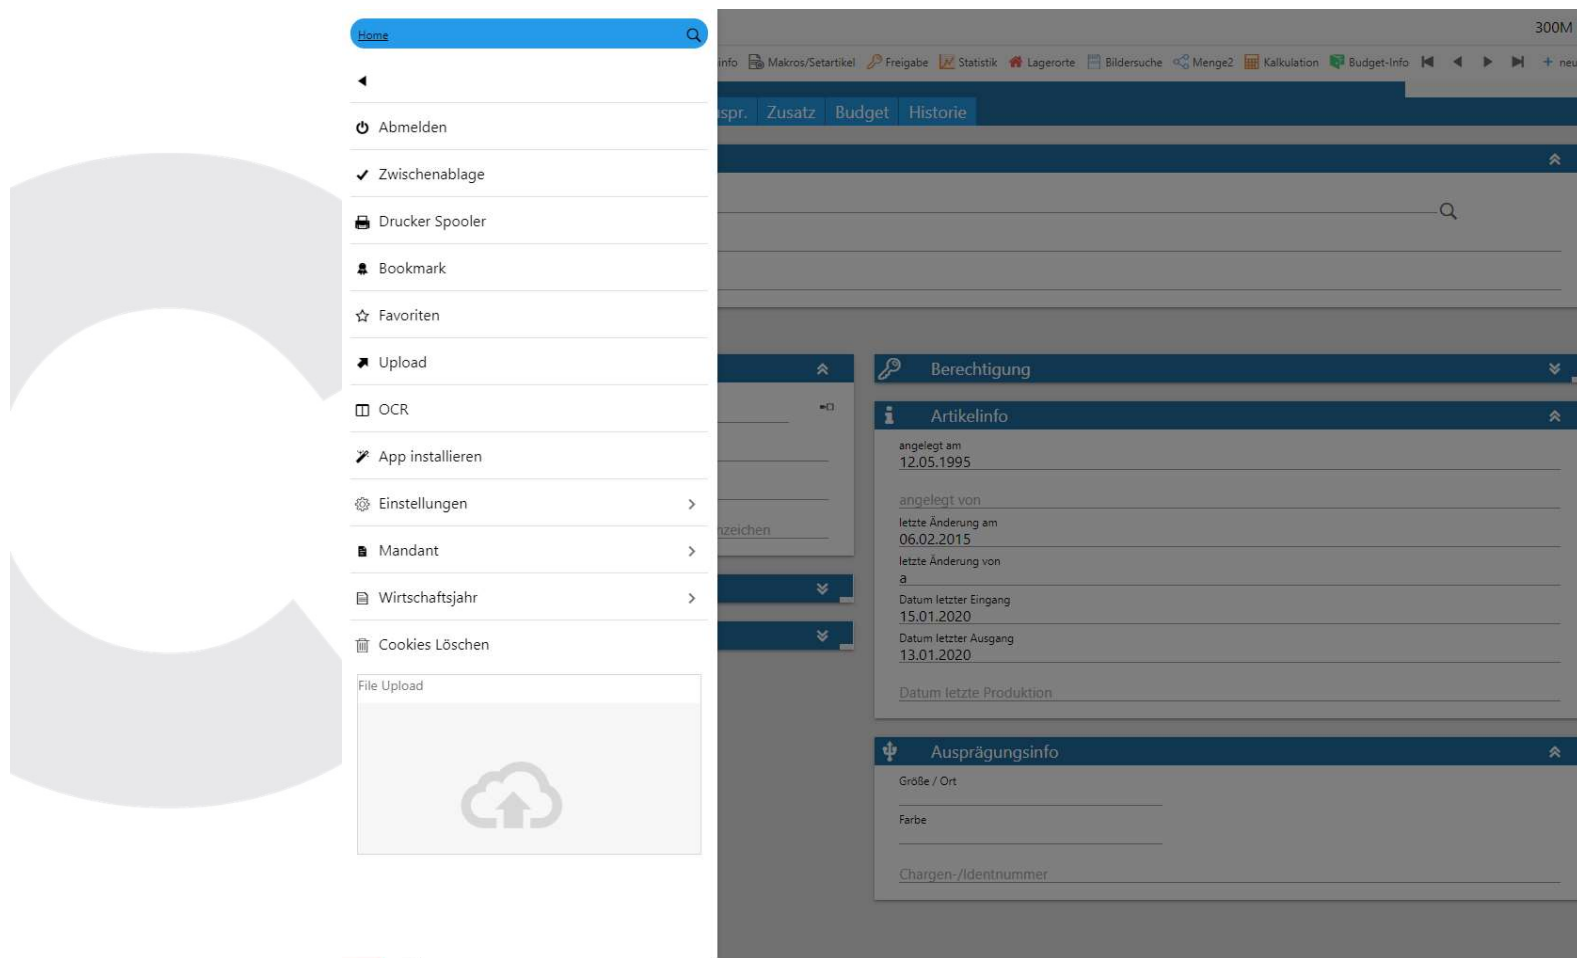 Home
Abmelden
Zwischenablage
Drucker Spooler
Bookmark
Favoriten
Upload
OCR
App installieren
Einstellungen
Mandant
Wirtschaftsjahr
Cookies Löschen
File Upload
300M
Makros/Setartikel Freigabe Statistik Lagerorte Bildersuche Menge2 Kalkulation Budget-Info + neu
spr. Zusatz Budget Historie
nzeichen
Berechtigung
Artikelinfo
angelegt am
12.05.1995
angelegt von
letzte Änderung am
06.02.2015
letzte Änderung von
a
Datum letzter Eingang
15.01.2020
Datum letzter Ausgang
13.01.2020
Datum letzte Produktion
Ausprägungsinfo
Größe / Ort
Farbe
Chargen-/Identnummer